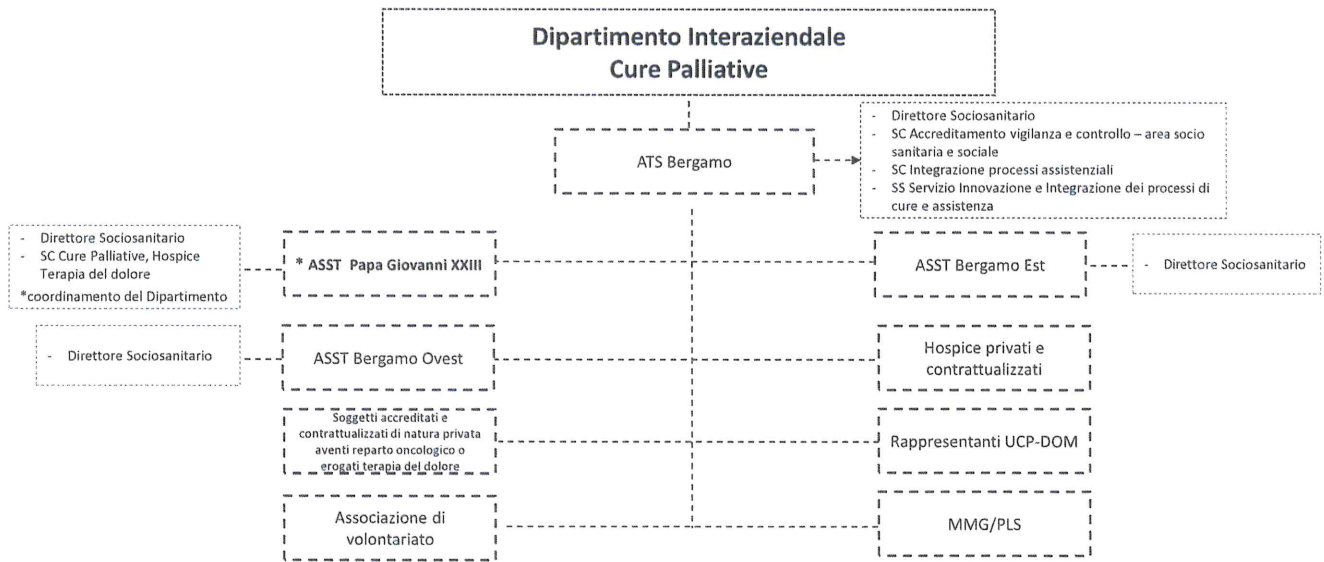 Dipartimento Interaziendale
Cure Palliative
ATS Bergamo
- Direttore Sociosanitario
- SC Accreditamento vigilanza e controllo – area socio
sanitaria e sociale
- SC Integrazione processi assistenziali
- SS Servizio Innovazione e Integrazione dei processi di
cure e assistenza
- Direttore Sociosanitario
- SC Cure Palliative, Hospice
Terapia del dolore
*coordinamento del Dipartimento
* ASST Papa Giovanni XXIII
ASST Bergamo Est
- Direttore Sociosanitario
- Direttore Sociosanitario
ASST Bergamo Ovest
Hospice privati e
contrattualizzati
Soggetti accreditati e
contrattualizzati di natura privata
aventi reparto oncologico o
erogati terapia del dolore
Rappresentanti UCP-DOM
Associazione di
volontariato
MMG/PLS